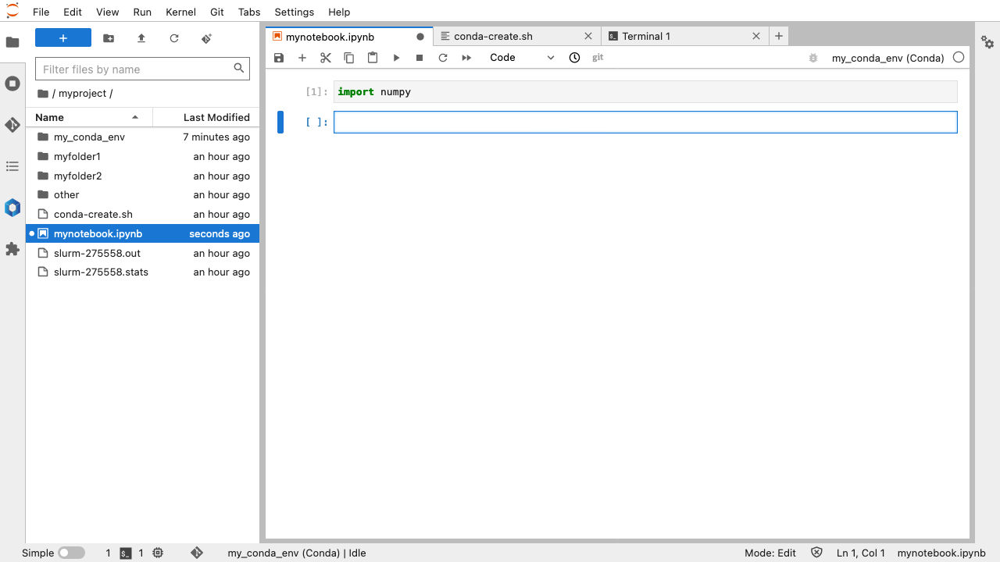 File Edit View Run Kernel Git Tabs Settings Help
mynotebook.ipynb
conda-create.sh
Terminal 1
Code
git
my_conda_env (Conda)
Filter files by name
/ myproject /
Name Last Modified
my_conda_env 7 minutes ago
myfolder1 an hour ago
myfolder2 an hour ago
other an hour ago
conda-create.sh an hour ago
mynotebook.ipynb seconds ago
slurm-275558.out an hour ago
slurm-275558.stats an hour ago
[1]: import numpy
[ ]:
Simple 1 $_ 1 my_conda_env (Conda) | Idle Mode: Edit Ln 1, Col 1 mynotebook.ipynb